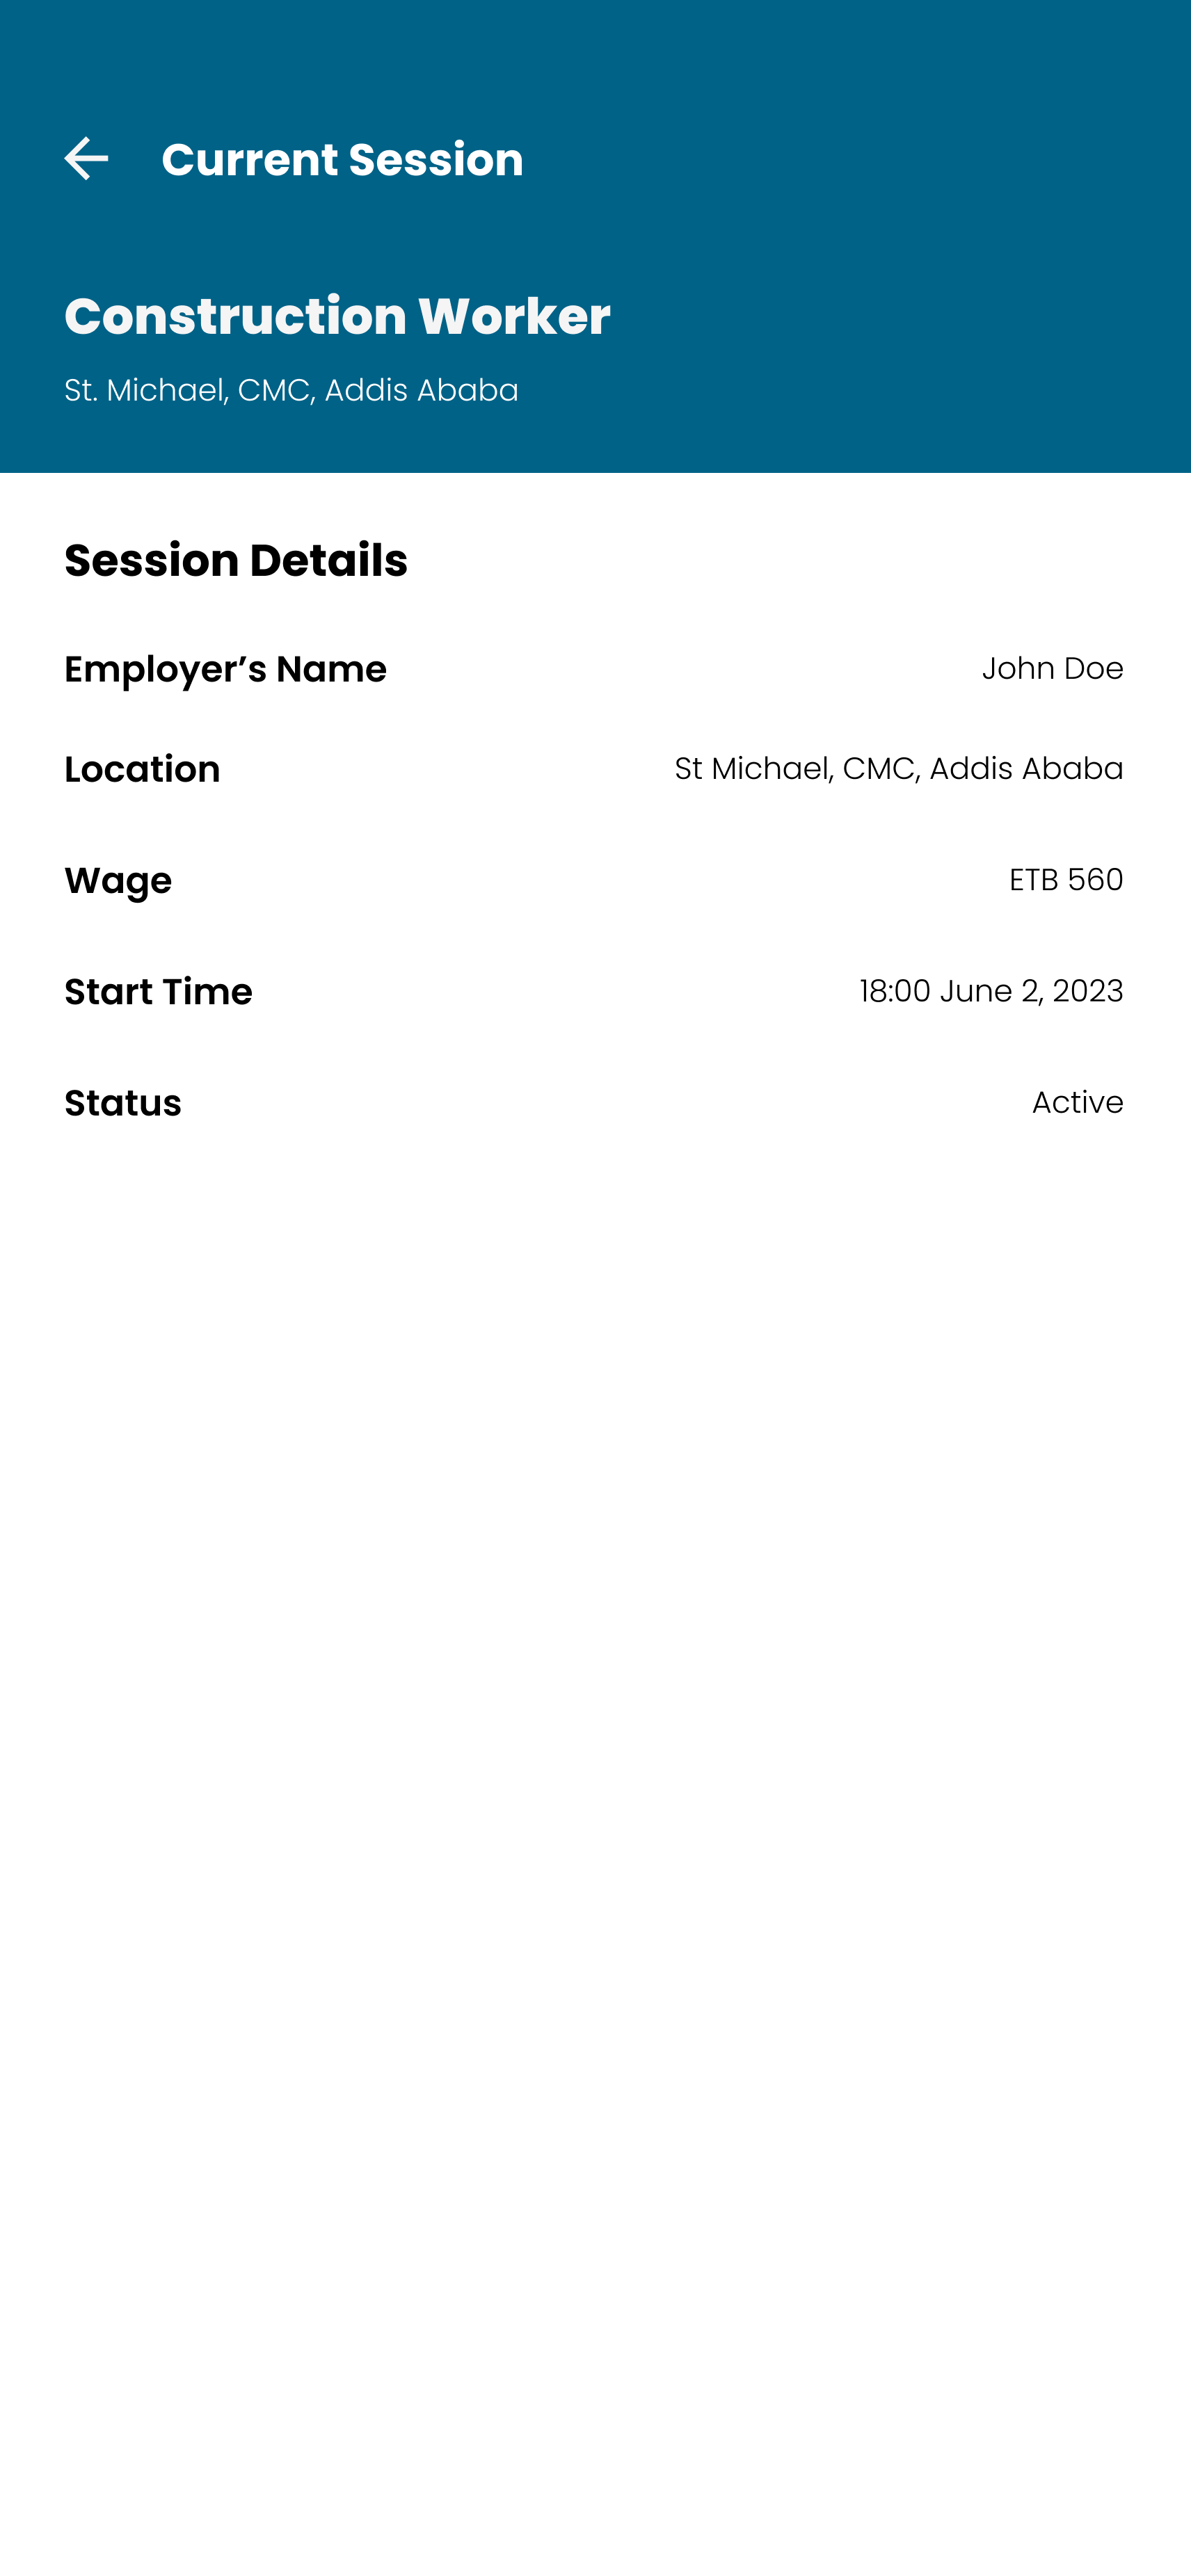 Current Session
Construction Worker
St. Michael, CMC, Addis Ababa
Session Details
Employer’s Name John Doe
Location St Michael, CMC, Addis Ababa
Wage ETB 560
Start Time 18:00 June 2, 2023
Status Active